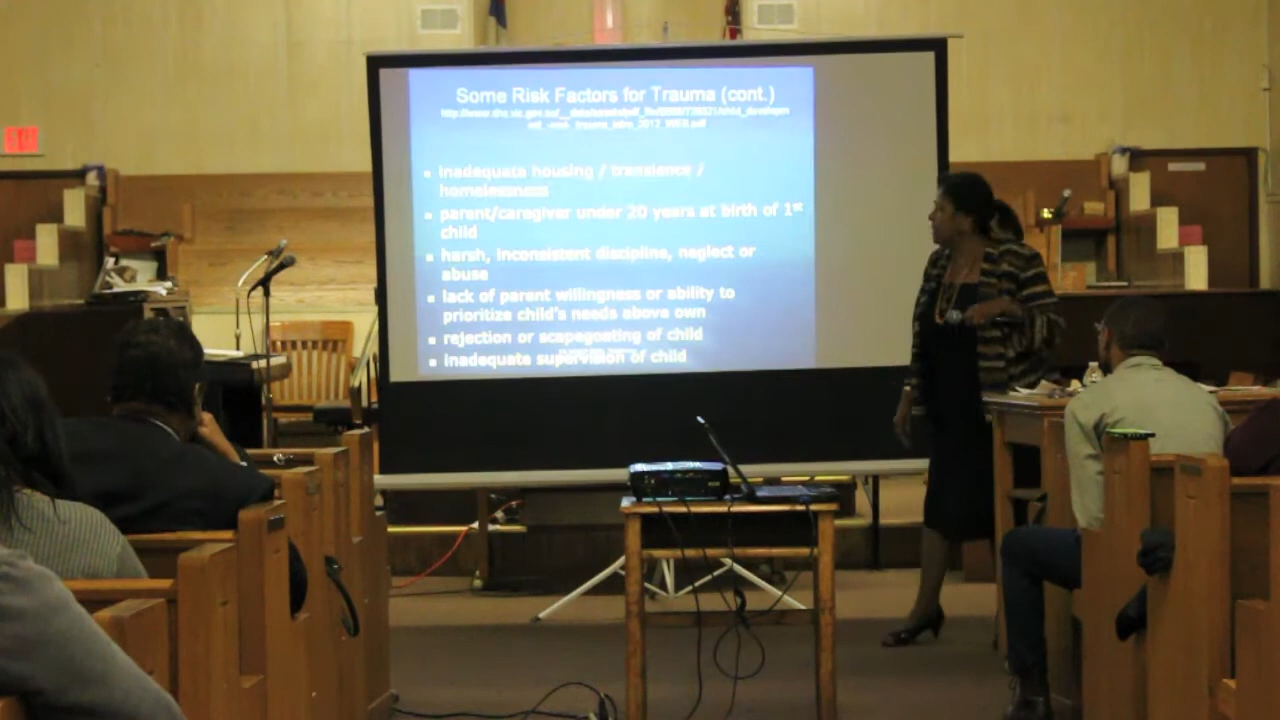 Some Risk Factors for Trauma (cont.)
▪ inadequate housing / transience /
homelessness
▪ parent/caregiver under 20 years at birth of 1st
child
▪ harsh, inconsistent discipline, neglect or
abuse
▪ lack of parent willingness or ability to
prioritize child's needs above own
▪ rejection or scapegoating of child
▪ inadequate supervision of child